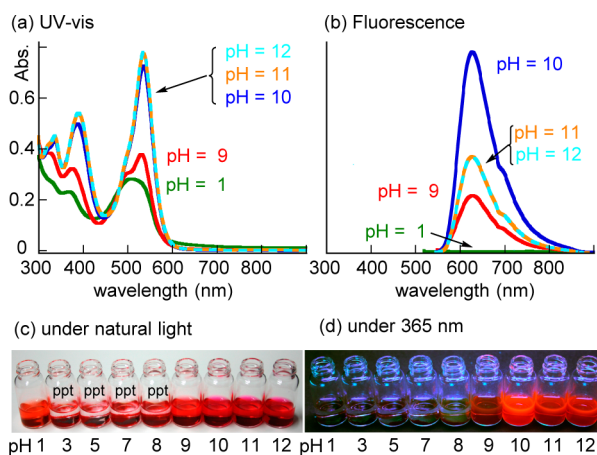 (a) UV-vis
Abs.
0.6
0.4
0.2
0
pH = 12
pH = 11
pH = 10
pH = 9
pH = 1
300 400 500 600 700 800
wavelength (nm)
(b) Fluorescence
pH = 10
pH = 11
pH = 12
pH = 9
pH = 1
100 500 600 700 800
wavelength (nm)
(c) under natural light
ppt ppt ppt ppt
pH 1 3 5 7 8 9 10 11 12
(d) under 365 nm
pH 1 3 5 7 8 9 10 11 12